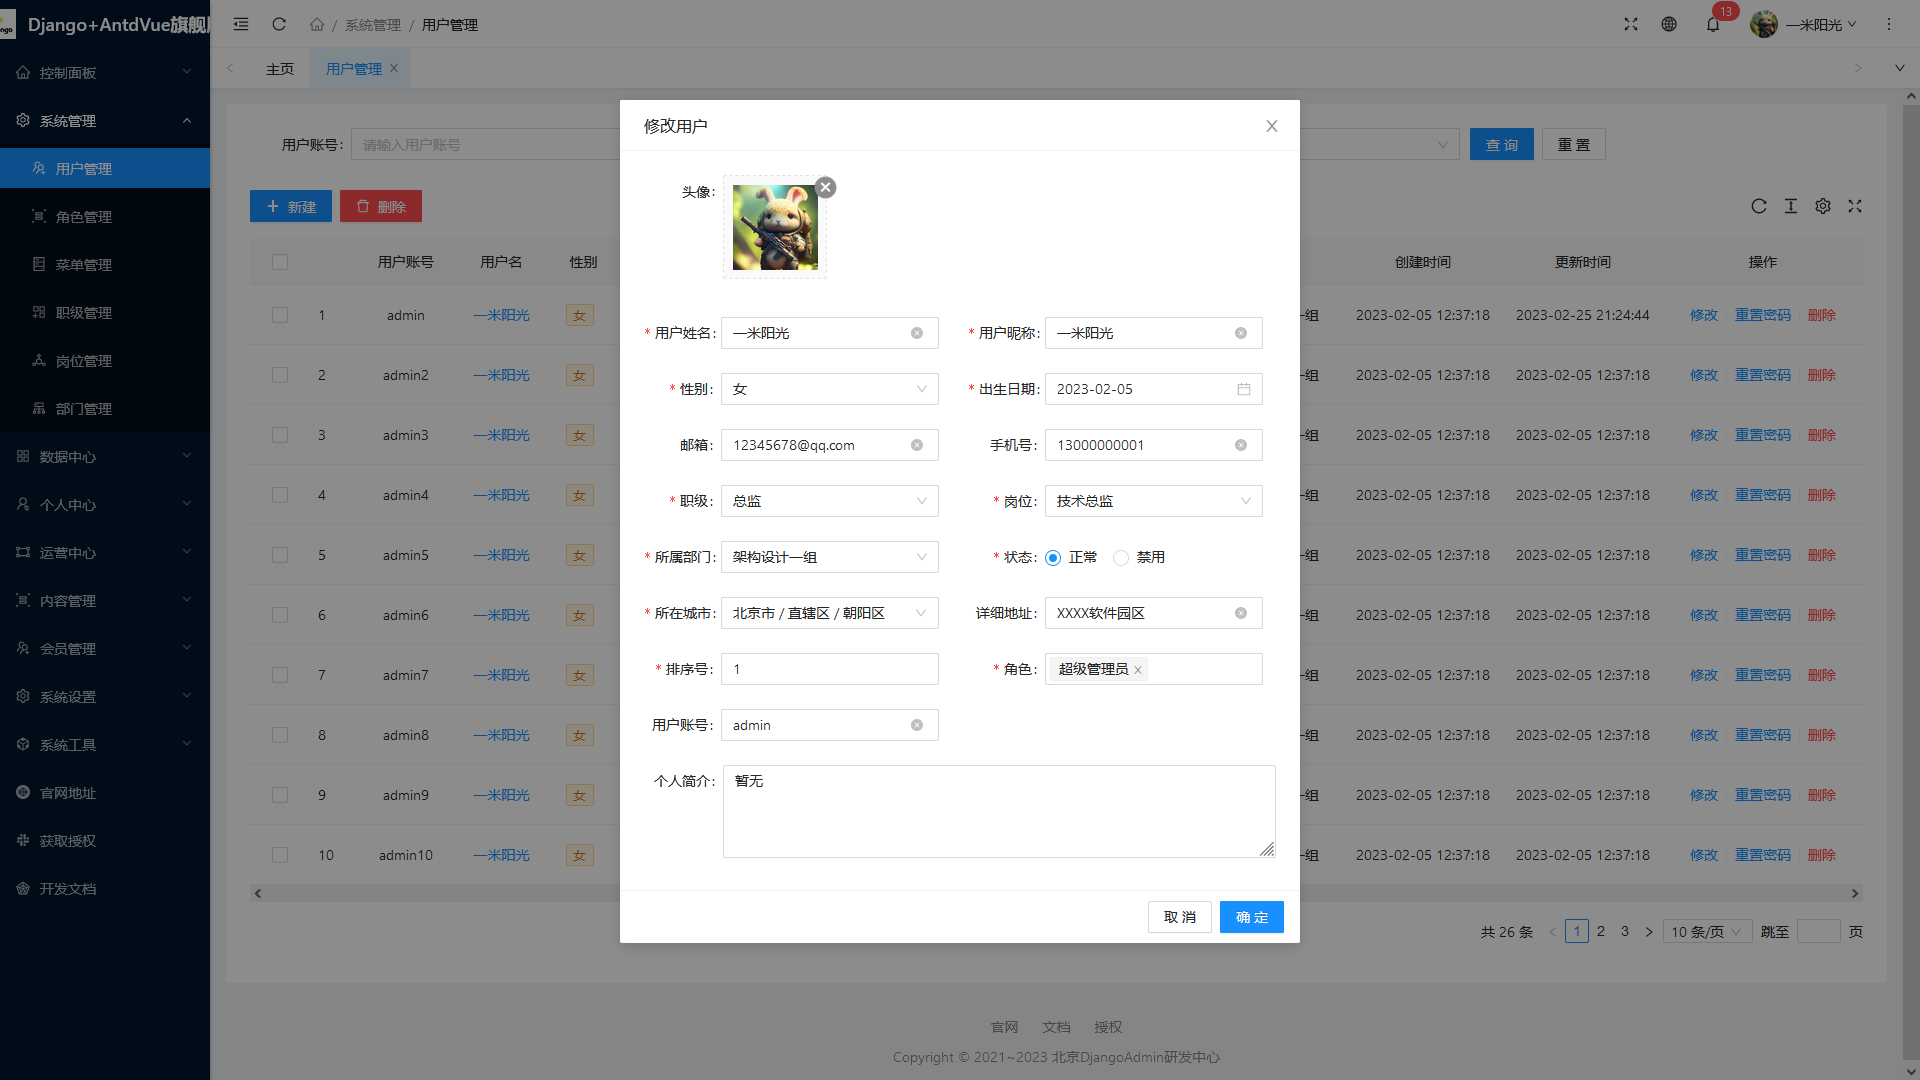 Django+AntdVue旗舰
系统管理 / 用户管理
13
一米阳光
主页
用户管理
控制面板
系统管理
用户管理
角色管理
菜单管理
职级管理
岗位管理
部门管理
数据中心
个人中心
运营中心
内容管理
会员管理
系统设置
系统工具
官网地址
获取授权
开发文档
用户账号:
请输入用户账号
查 询
重 置
新建
删除
用户账号 用户名 性别 创建时间 更新时间 操作
1 admin 一米阳光 女 组 2023-02-05 12:37:18 2023-02-25 21:24:44 修改 重置密码 删除
2 admin2 一米阳光 女 组 2023-02-05 12:37:18 2023-02-05 12:37:18 修改 重置密码 删除
3 admin3 一米阳光 女 组 2023-02-05 12:37:18 2023-02-05 12:37:18 修改 重置密码 删除
4 admin4 一米阳光 女 组 2023-02-05 12:37:18 2023-02-05 12:37:18 修改 重置密码 删除
5 admin5 一米阳光 女 组 2023-02-05 12:37:18 2023-02-05 12:37:18 修改 重置密码 删除
6 admin6 一米阳光 女 组 2023-02-05 12:37:18 2023-02-05 12:37:18 修改 重置密码 删除
7 admin7 一米阳光 女 组 2023-02-05 12:37:18 2023-02-05 12:37:18 修改 重置密码 删除
8 admin8 一米阳光 女 组 2023-02-05 12:37:18 2023-02-05 12:37:18 修改 重置密码 删除
9 admin9 一米阳光 女 组 2023-02-05 12:37:18 2023-02-05 12:37:18 修改 重置密码 删除
10 admin10 一米阳光 女 组 2023-02-05 12:37:18 2023-02-05 12:37:18 修改 重置密码 删除
共 26 条 1 2 3 10 条/页 跳至 页
修改用户
头像:
* 用户姓名: 一米阳光 * 用户昵称: 一米阳光
* 性别: 女 * 出生日期: 2023-02-05
邮箱: 12345678@qq.com 手机号: 13000000001
* 职级: 总监 * 岗位: 技术总监
* 所属部门: 架构设计一组 * 状态: 正常 禁用
* 所在城市: 北京市 / 直辖区 / 朝阳区 详细地址: XXXX软件园区
* 排序号: 1 * 角色: 超级管理员
用户账号: admin
个人简介: 暂无
取 消 确 定
官网 文档 授权
Copyright © 2021~2023 北京DjangoAdmin研发中心